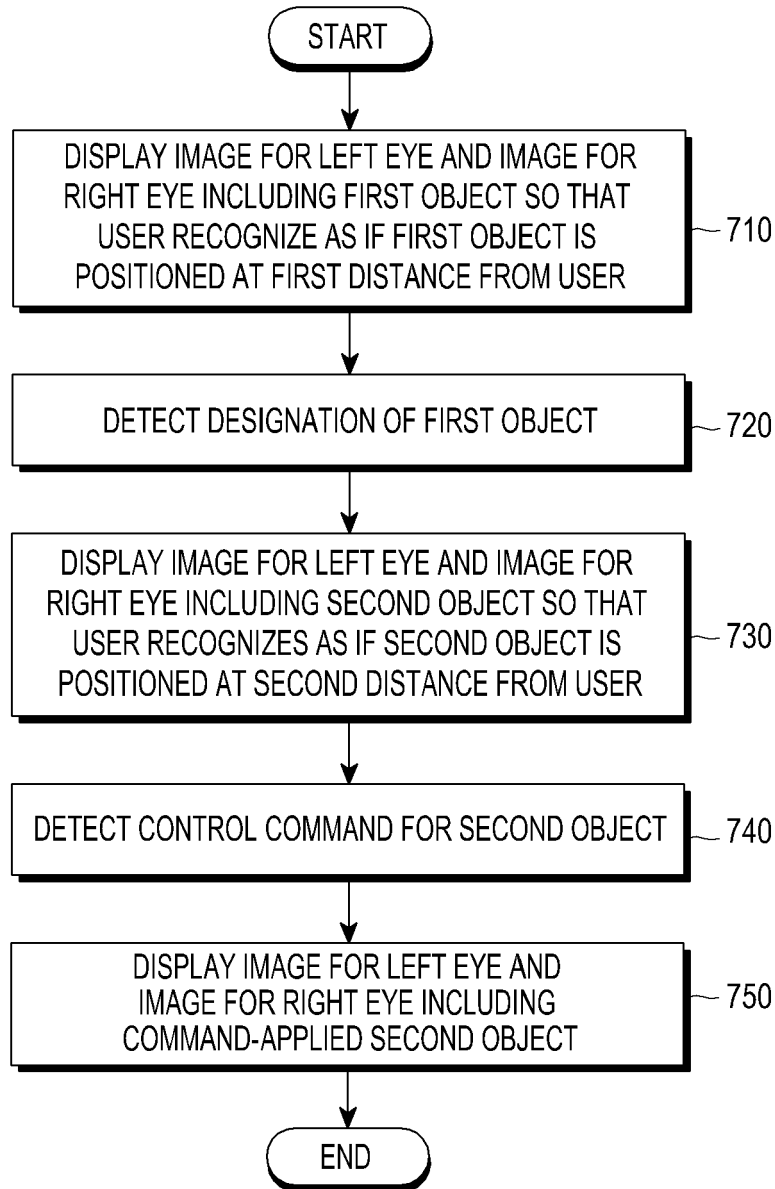 START
DISPLAY IMAGE FOR LEFT EYE AND IMAGE FOR
RIGHT EYE INCLUDING FIRST OBJECT SO THAT
USER RECOGNIZE AS IF FIRST OBJECT IS
POSITIONED AT FIRST DISTANCE FROM USER
710
DETECT DESIGNATION OF FIRST OBJECT
720
DISPLAY IMAGE FOR LEFT EYE AND IMAGE FOR
RIGHT EYE INCLUDING SECOND OBJECT SO THAT
USER RECOGNIZES AS IF SECOND OBJECT IS
POSITIONED AT SECOND DISTANCE FROM USER
730
DETECT CONTROL COMMAND FOR SECOND OBJECT
740
DISPLAY IMAGE FOR LEFT EYE AND
IMAGE FOR RIGHT EYE INCLUDING
COMMAND-APPLIED SECOND OBJECT
750
END